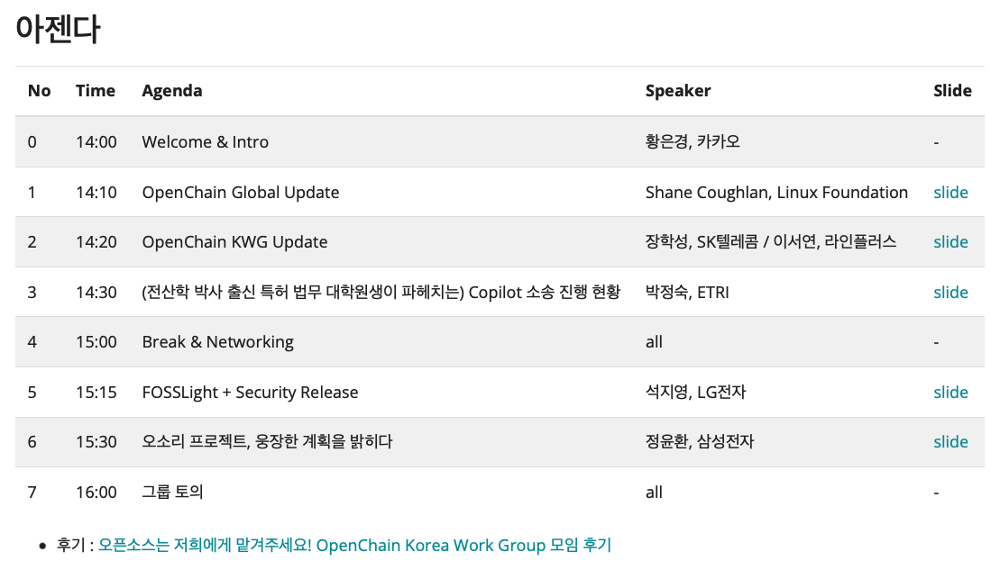 아젠다
No Time Agenda Speaker Slide
0 14:00 Welcome & Intro 황은경, 카카오 -
1 14:10 OpenChain Global Update Shane Coughlan, Linux Foundation slide
2 14:20 OpenChain KWG Update 장학성, SK텔레콤 / 이서연, 라인플러스 slide
3 14:30 (전산학 박사 출신 특허 법무 대학원생이 파헤치는) Copilot 소송 진행 현황 박정숙, ETRI slide
4 15:00 Break & Networking all -
5 15:15 FOSSLight + Security Release 석지영, LG전자 slide
6 15:30 오소리 프로젝트, 웅장한 계획을 밝히다 정윤환, 삼성전자 slide
7 16:00 그룹 토의 all -
• 후기 : 오픈소스는 저희에게 맡겨주세요! OpenChain Korea Work Group 모임 후기